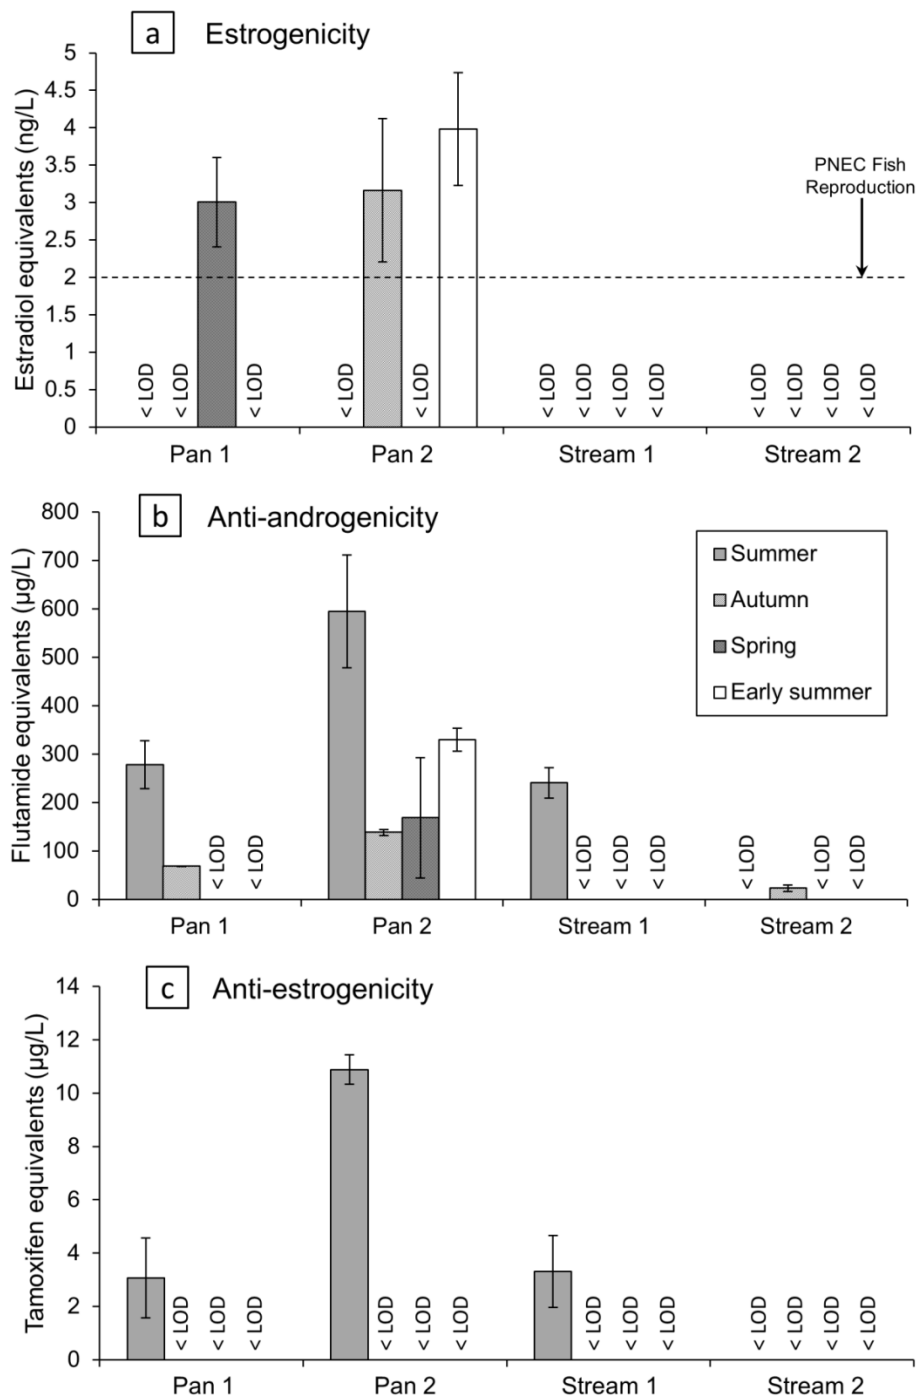 a Estrogenicity
Estradiol equivalents (ng/L)
5
4.5
4
3.5
3
2.5
2
1.5
1
0.5
0
PNEC Fish
Reproduction
< LOD
< LOD
< LOD
< LOD
< LOD
< LOD
< LOD
< LOD
< LOD
< LOD
< LOD
< LOD
< LOD
Pan 1 Pan 2 Stream 1 Stream 2
b Anti-androgenicity
Flutamide equivalents (µg/L)
800
700
600
500
400
300
200
100
0
Summer
Autumn
Spring
Early summer
< LOD
< LOD
< LOD
< LOD
< LOD
< LOD
< LOD
< LOD
Pan 1 Pan 2 Stream 1 Stream 2
c Anti-estrogenicity
Tamoxifen equivalents (µg/L)
14
12
10
8
6
4
2
0
< LOD
< LOD
< LOD
< LOD
< LOD
< LOD
< LOD
< LOD
< LOD
< LOD
< LOD
< LOD
< LOD
Pan 1 Pan 2 Stream 1 Stream 2